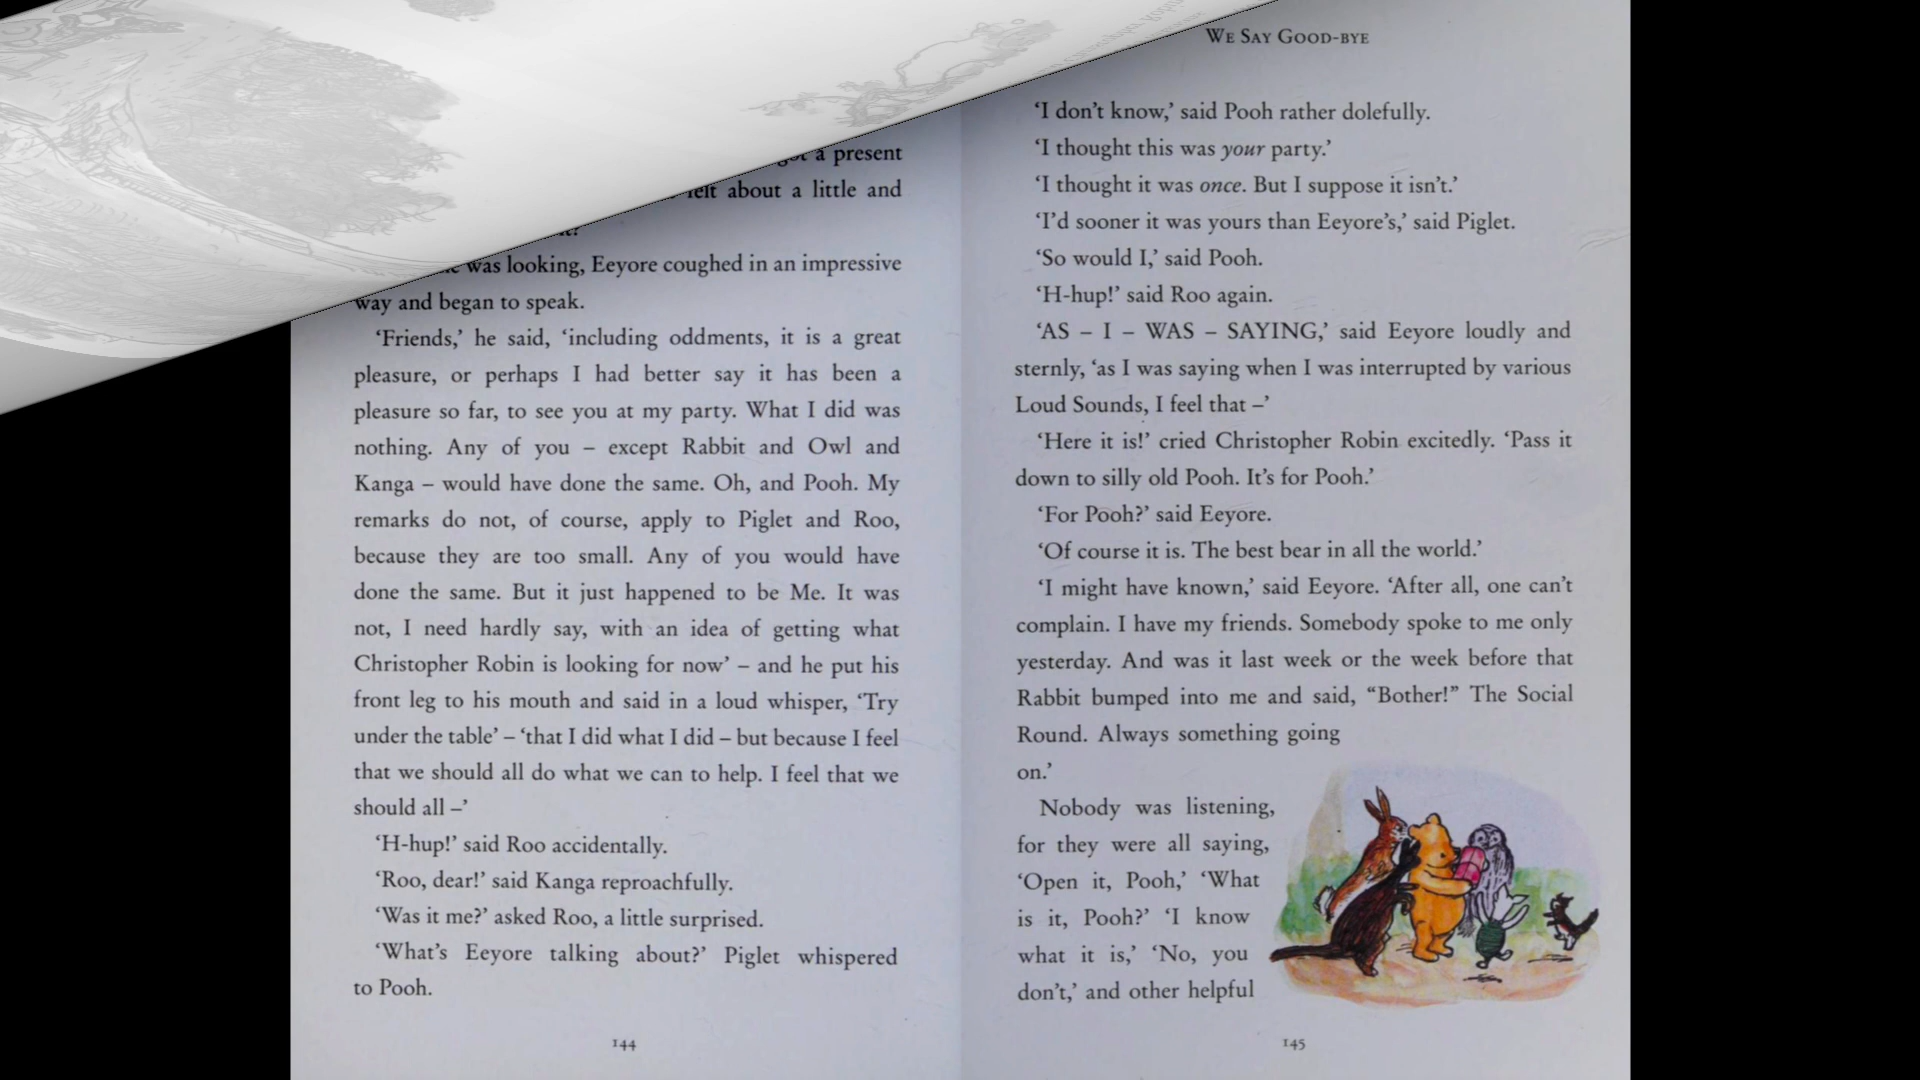 a present
about a little and
was looking, Eeyore coughed in an impressive
way and began to speak.
‘Friends,’ he said, ‘including oddments, it is a great
pleasure, or perhaps I had better say it has been a
pleasure so far, to see you at my party. What I did was
nothing. Any of you – except Rabbit and Owl and
Kanga – would have done the same. Oh, and Pooh. My
remarks do not, of course, apply to Piglet and Roo,
because they are too small. Any of you would have
done the same. But it just happened to be Me. It was
not, I need hardly say, with an idea of getting what
Christopher Robin is looking for now’ – and he put his
front leg to his mouth and said in a loud whisper, ‘Try
under the table’ – ‘that I did what I did – but because I feel
that we should all do what we can to help. I feel that we
should all –’
‘H-hup!’ said Roo accidentally.
‘Roo, dear!’ said Kanga reproachfully.
‘Was it me?’ asked Roo, a little surprised.
‘What’s Eeyore talking about?’ Piglet whispered
to Pooh.
144
We Say Good-bye
‘I don’t know,’ said Pooh rather dolefully.
‘I thought this was your party.’
‘I thought it was once. But I suppose it isn’t.’
‘I’d sooner it was yours than Eeyore’s,’ said Piglet.
‘So would I,’ said Pooh.
‘H-hup!’ said Roo again.
‘AS – I – WAS – SAYING,’ said Eeyore loudly and
sternly, ‘as I was saying when I was interrupted by various
Loud Sounds, I feel that –’
‘Here it is!’ cried Christopher Robin excitedly. ‘Pass it
down to silly old Pooh. It’s for Pooh.’
‘For Pooh?’ said Eeyore.
‘Of course it is. The best bear in all the world.’
‘I might have known,’ said Eeyore. ‘After all, one can’t
complain. I have my friends. Somebody spoke to me only
yesterday. And was it last week or the week before that
Rabbit bumped into me and said, “Bother!” The Social
Round. Always something going
on.’
Nobody was listening,
for they were all saying,
‘Open it, Pooh,’ ‘What
is it, Pooh?’ ‘I know
what it is,’ ‘No, you
don’t,’ and other helpful
145